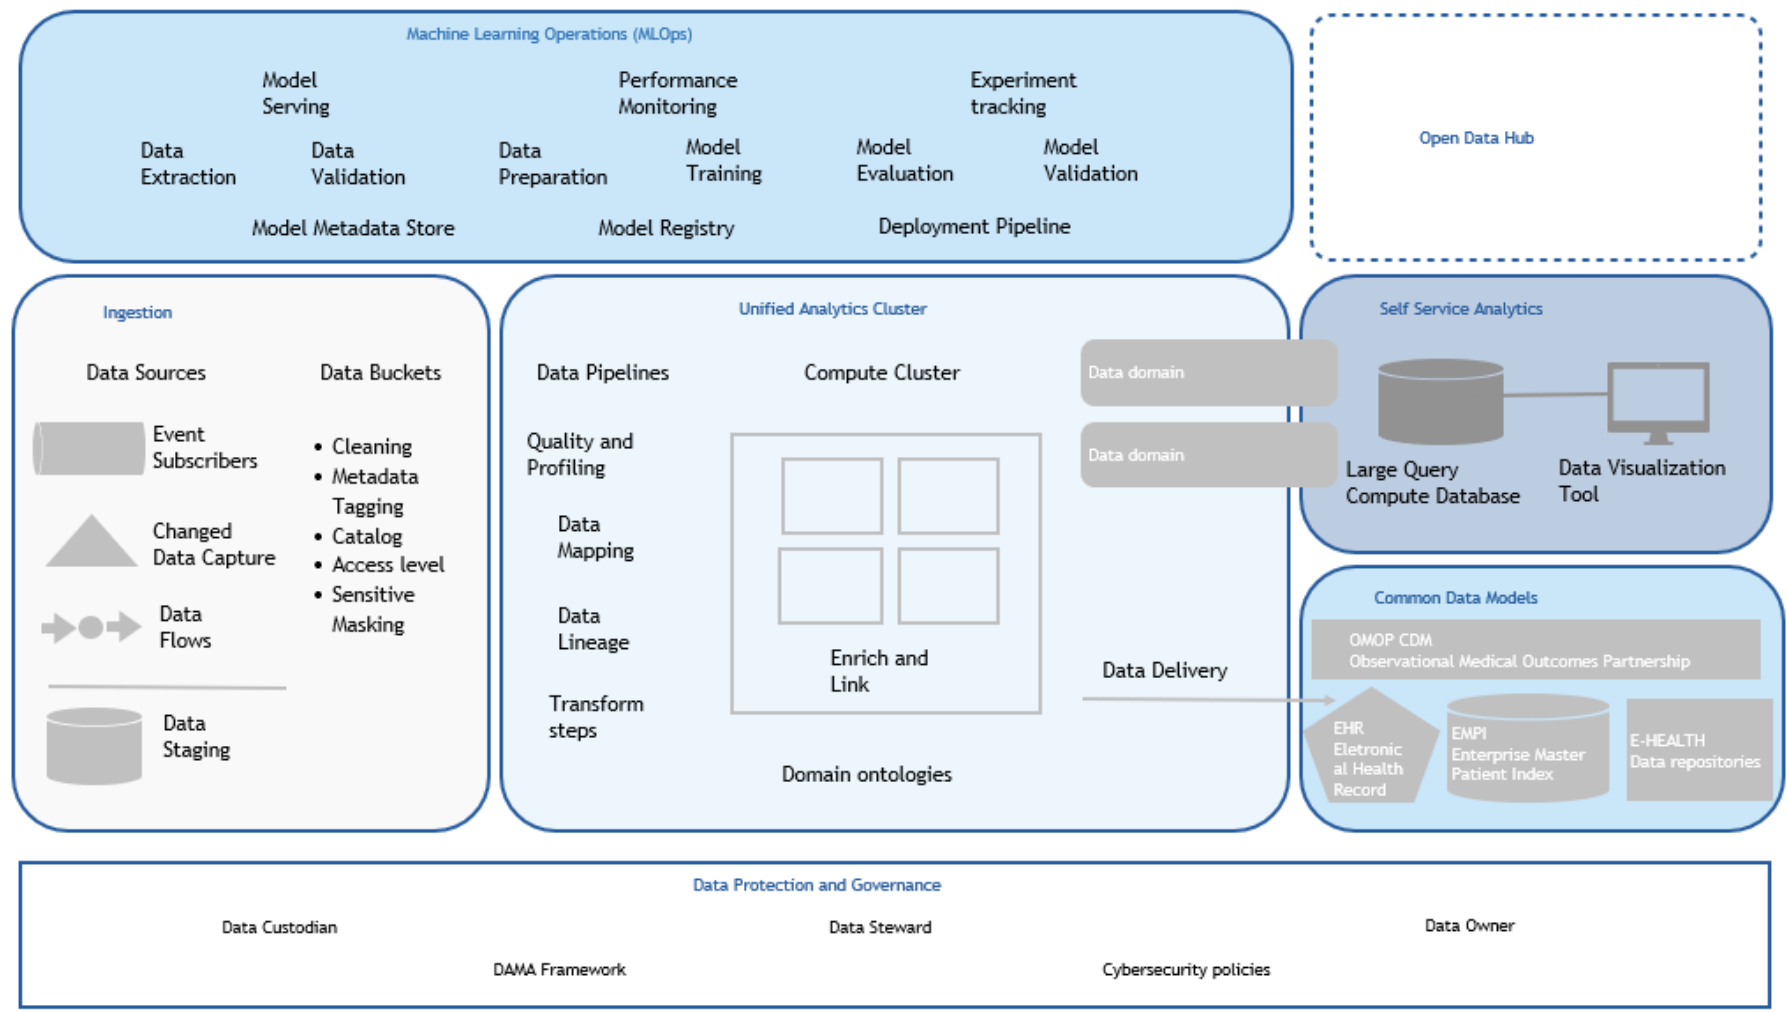 Machine Learning Operations (MLOps)
Model
Serving
Performance
Monitoring
Experiment
tracking
Data
Extraction
Data
Validation
Data
Preparation
Model
Training
Model
Evaluation
Model
Validation
Model Metadata Store
Model Registry
Deployment Pipeline
Open Data Hub
Ingestion
Data Sources
Event
Subscribers
Changed
Data Capture
Data
Flows
Data
Staging
Data Buckets
• Cleaning
• Metadata
Tagging
• Catalog
• Access level
• Sensitive
Masking
Unified Analytics Cluster
Data Pipelines
Quality and
Profiling
Data
Mapping
Data
Lineage
Transform
steps
Compute Cluster
Enrich and
Link
Domain ontologies
Data domain
Data domain
Data Delivery
Self Service Analytics
Large Query
Compute Database
Data Visualization
Tool
Common Data Models
OMOP CDM
Observational Medical Outcomes Partnership
EHR
Eletronic
al Health
Record
EMPI
Enterprise Master
Patient Index
E-HEALTH
Data repositories
Data Protection and Governance
Data Custodian
Data Steward
Data Owner
DAMA Framework
Cybersecurity policies